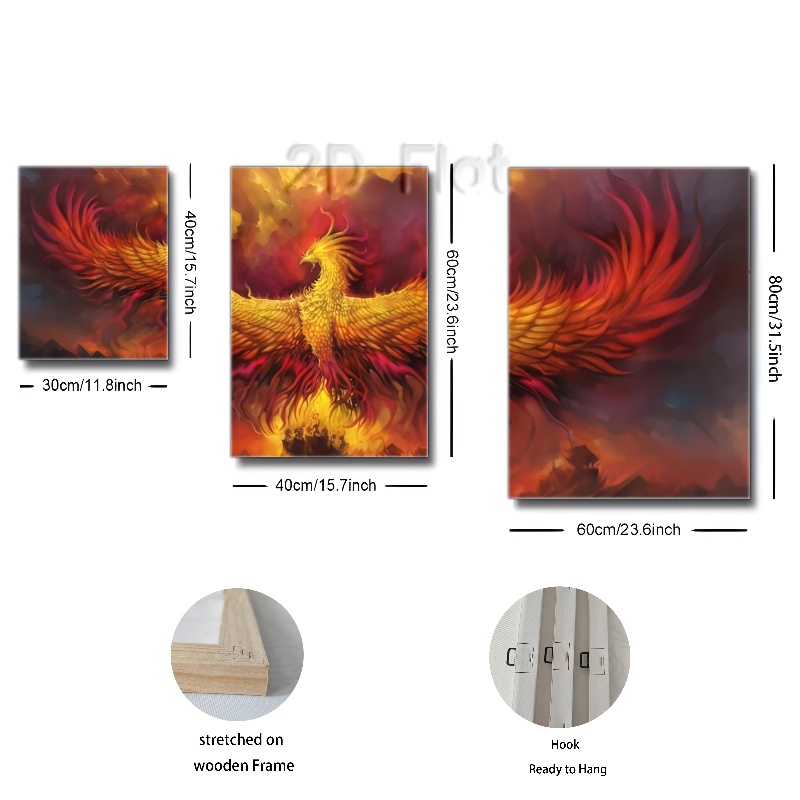 2D Flat
40cm/15.7inch
30cm/11.8inch
60cm/23.6inch
40cm/15.7inch
80cm/31.5inch
60cm/23.6inch
stretched on
wooden Frame
Hook
Ready to Hang